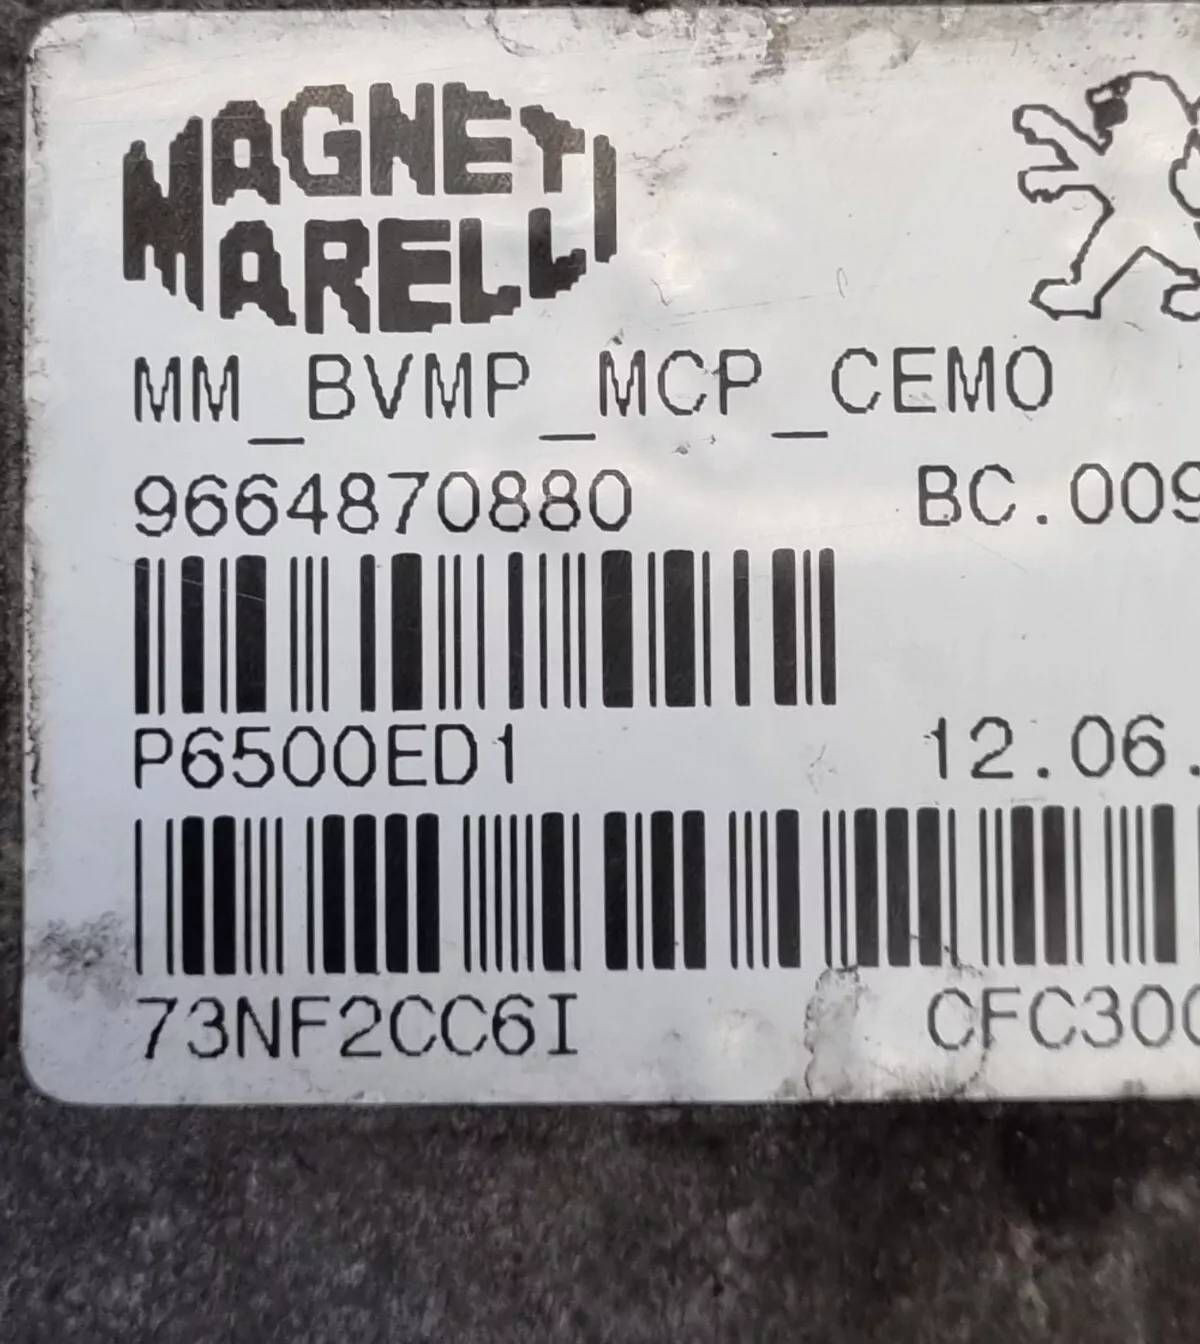 MAGNETI
MARELLI
MM_BVMP_MCP_CEMO
9664870880 BC.009
P6500ED1 12.06.
73NF2CC6I CFC300